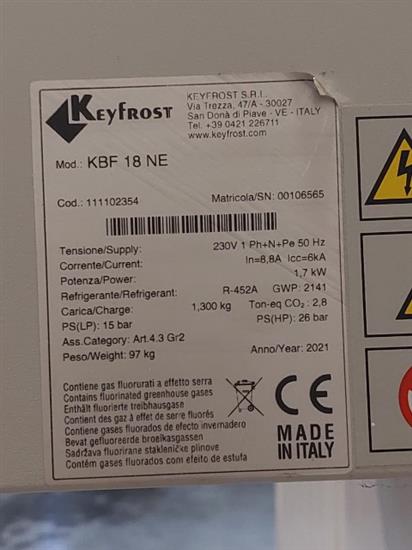 KEYFROST
KEYFROST S.R.L.
Via Trezza, 47/A - 30027
San Donà di Piave - VE - ITALY
Tel. +39 0421 226711
www.keyfrost.com
Mod.: KBF 18 NE
Cod.: 111102354 Matricola/SN: 00106565
Tensione/Supply: 230V 1 Ph+N+Pe 50 Hz
Corrente/Current: In=8,8A Icc=6kA
Potenza/Power: 1,7 kW
Refrigerante/Refrigerant: R-452A GWP: 2141
Carica/Charge: 1,300 kg Ton-eq CO2: 2,8
PS(LP): 15 bar PS(HP): 26 bar
Ass.Category: Art.4.3 Gr2
Peso/Weight: 97 kg Anno/Year: 2021
Contiene gas fluorurati a effetto serra
Contains fluorinated greenhouse gases
Enthält fluorierte treibhausgase
Contient des gaz à effet de serre fluorés
Contiene gases fluorados de efecto invernadero
Bevat gefluoreerde broeikasgassen
Sadržava fluorirane stakleničke plinove
Contém gases fluorados com efeito de estufa
CE
MADE
IN ITALY